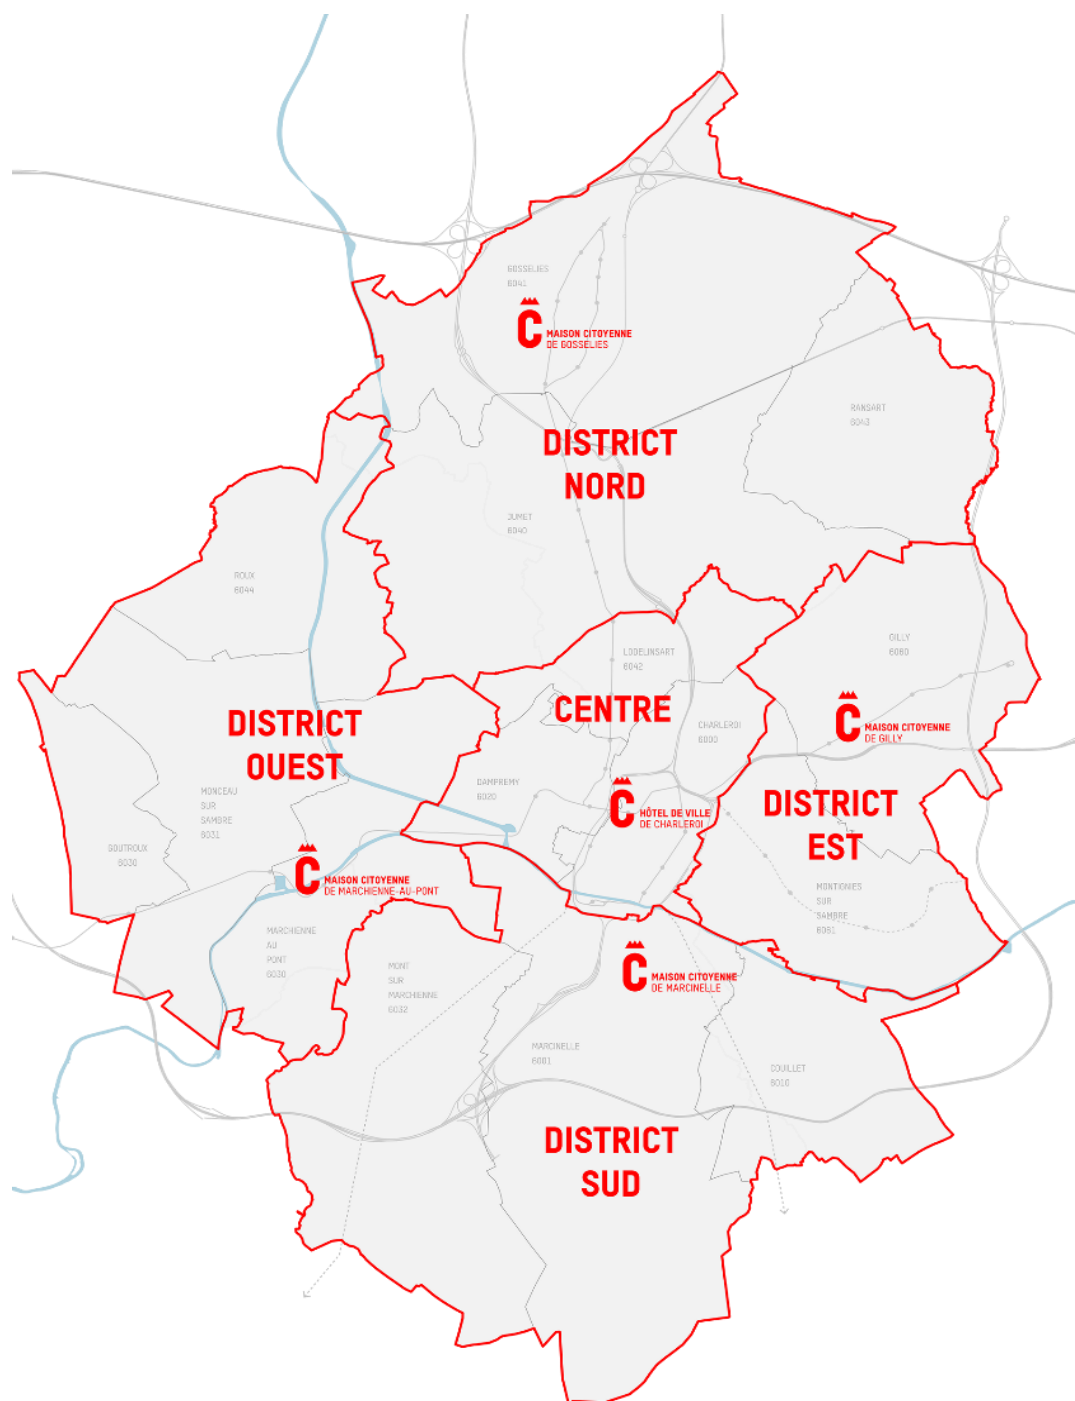 GOSSELIES
6041
C
MAISON CITOYENNE
DE GOSSELIES
RANSART
6043
DISTRICT
NORD
JUMET
6040
ROUX
6044
LODELINSART
6042
GILLY
6060
CENTRE
CHARLEROI
6000
C
MAISON CITOYENNE
DE GILLY
DISTRICT
OUEST
DAMPREMY
6020
MONCEAU
SUR
SAMBRE
6031
C
HÔTEL DE VILLE
DE CHARLEROI
DISTRICT
EST
GOUTROUX
6030
C
MAISON CITOYENNE
DE MARCHIENNE-AU-PONT
MONTIGNIES
SUR
SAMBRE
6061
MARCHIENNE
AU
PONT
6030
MONT
SUR
MARCHIENNE
6032
C
MAISON CITOYENNE
DE MARCINELLE
MARCINELLE
6001
COUILLET
6010
DISTRICT
SUD